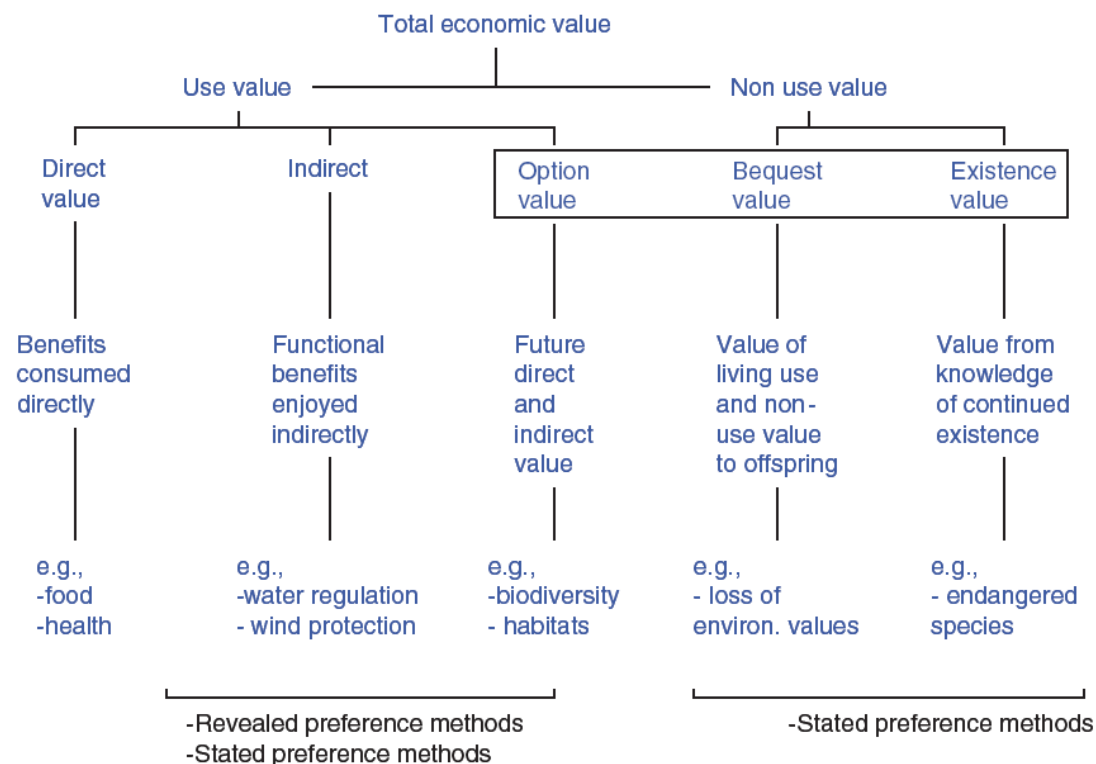 Total economic value
Use value
Non use value
Direct
value
Indirect
Option
value
Bequest
value
Existence
value
Benefits
consumed
directly
Functional
benefits
enjoyed
indirectly
Future
direct
and
indirect
value
Value of
living use
and non-
use value
to offspring
Value from
knowledge
of continued
existence
e.g.,
-food
-health
e.g.,
-water regulation
- wind protection
e.g.,
-biodiversity
- habitats
e.g.,
- loss of
environ. values
e.g.,
- endangered
species
-Revealed preference methods
-Stated preference methods
-Stated preference methods